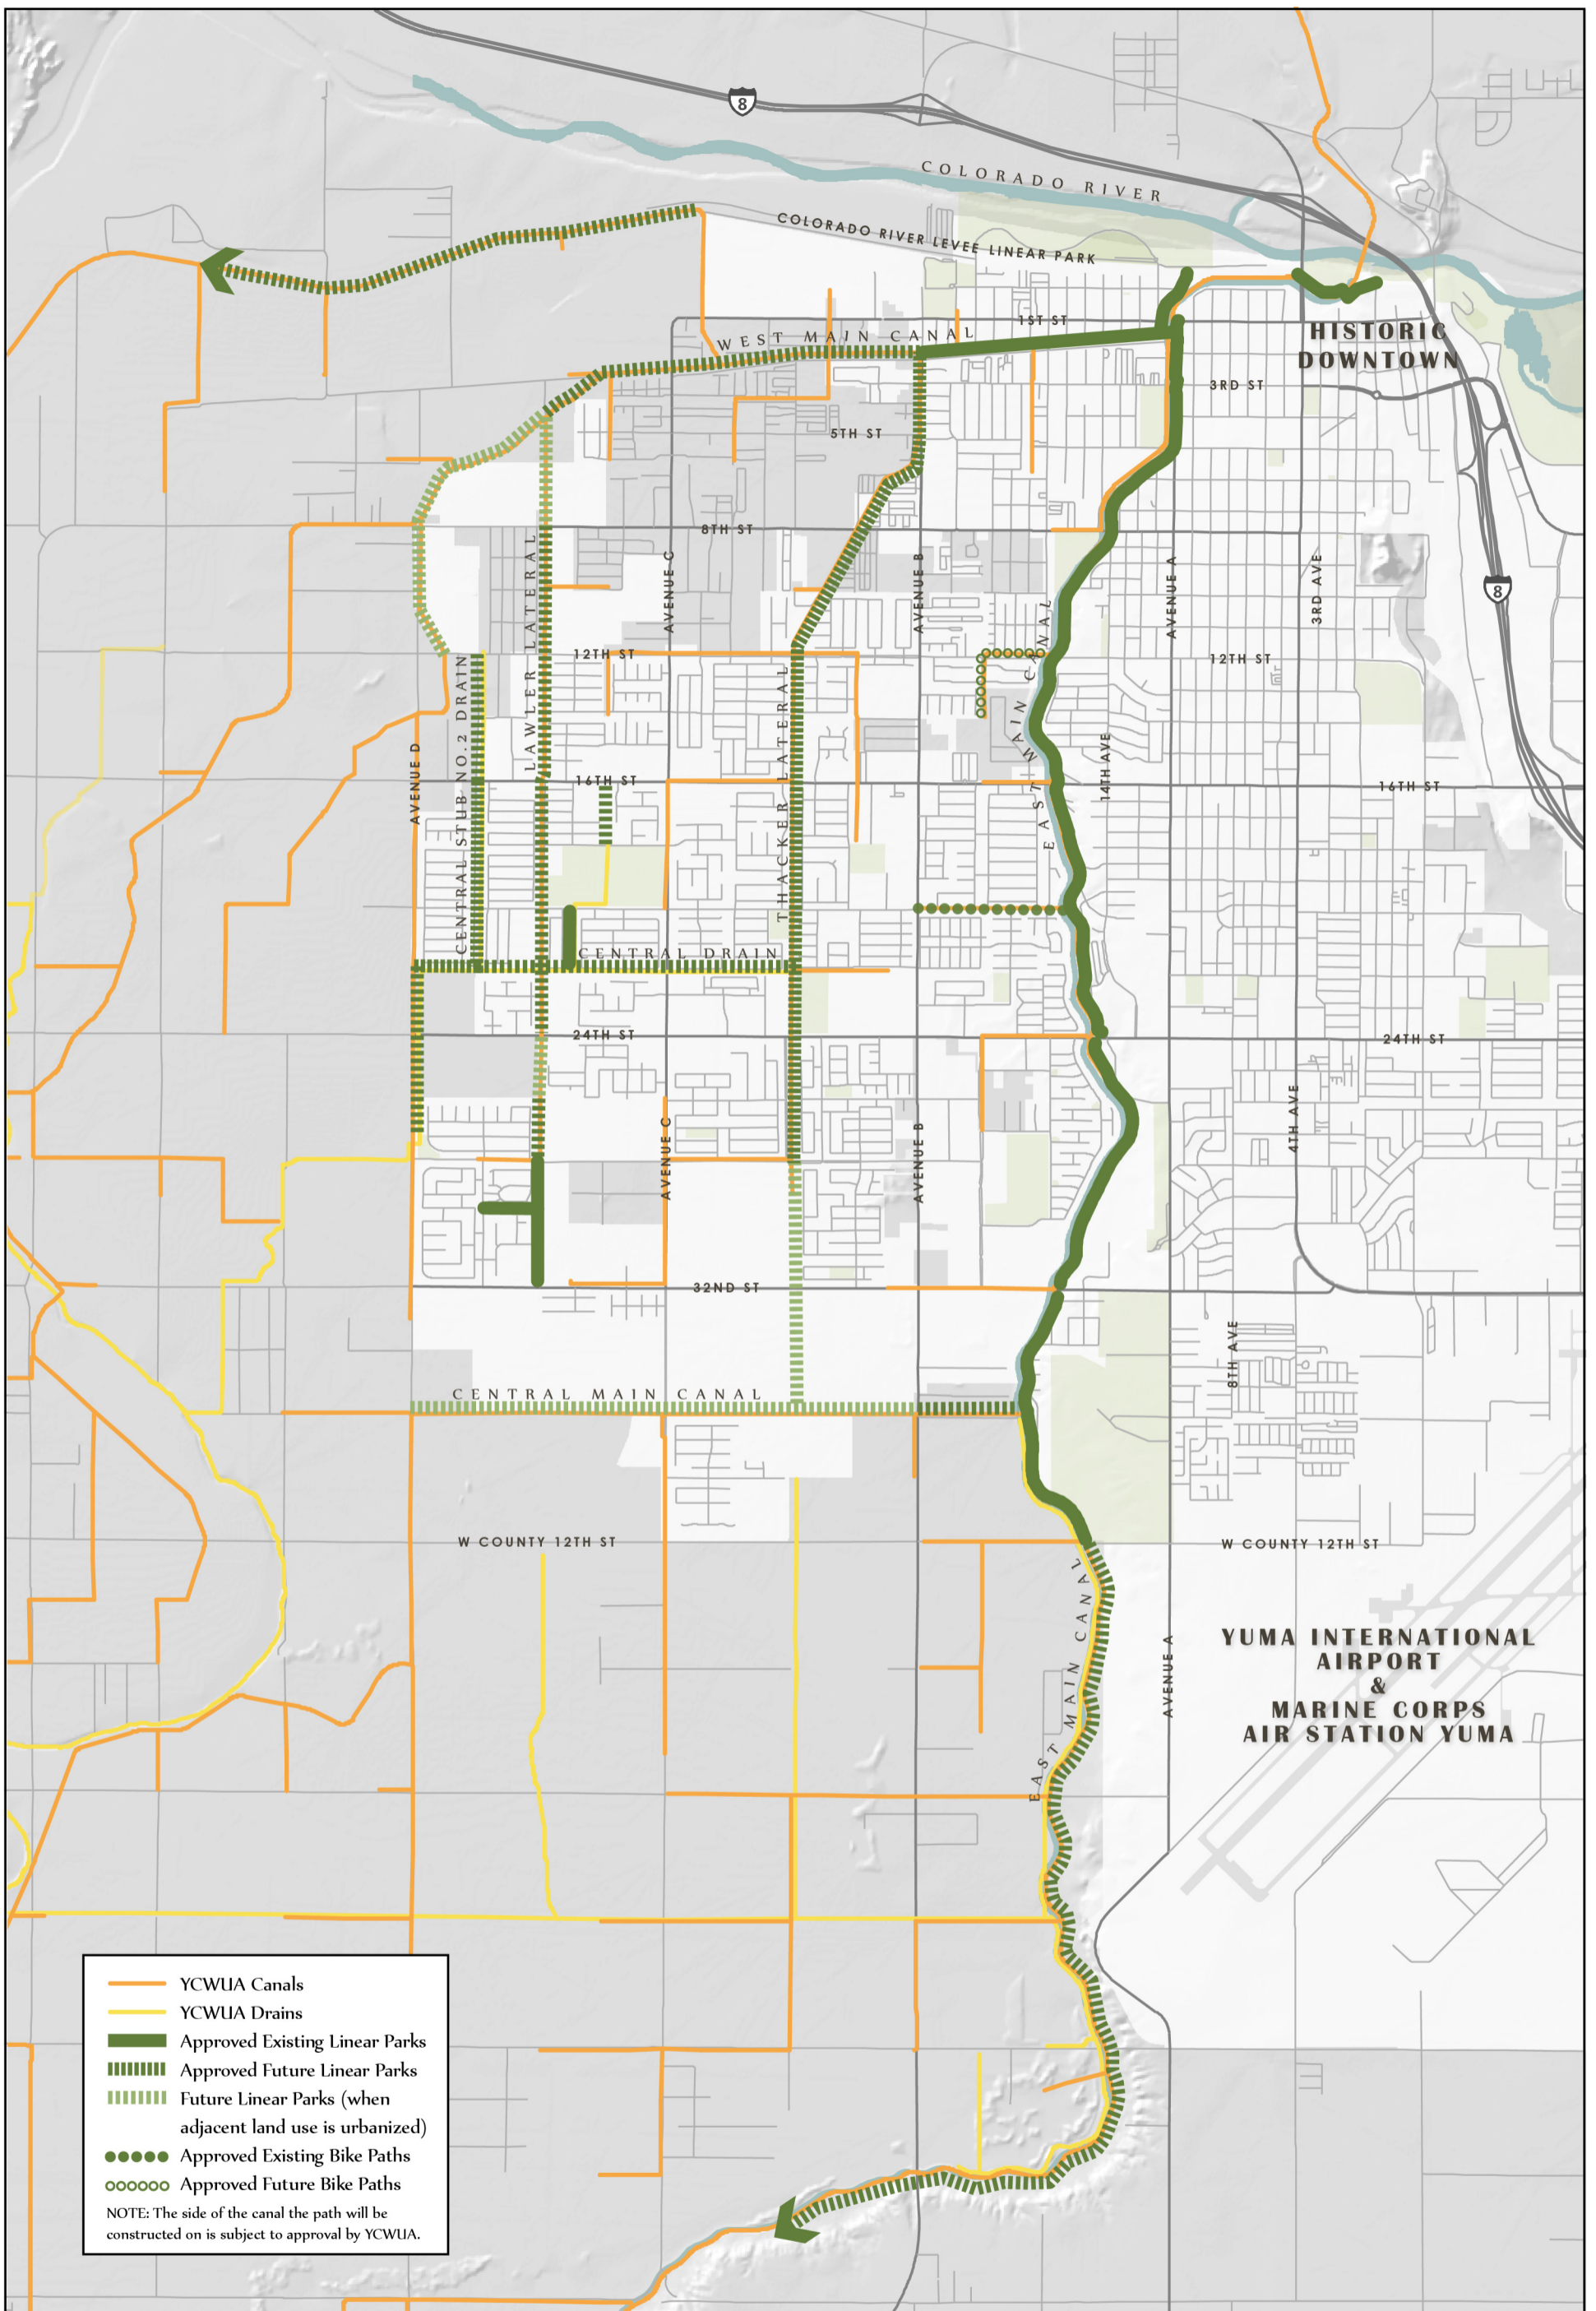 8
COLORADO RIVER
COLORADO RIVER LEVEE LINEAR PARK
1ST ST
HISTORIC
DOWNTOWN
WEST MAIN CANAL
3RD ST
5TH ST
8TH ST
AVENUE C
AVENUE B
AVENUE A
3RD AVE
8
LAWLER LATERAL
12TH ST
12TH ST
CENTRAL STUB NO.2 DRAIN
THACKER LATERAL
EAST MAIN CANAL
14TH AVE
AVENUE D
16TH ST
16TH ST
CENTRAL DRAIN
24TH ST
24TH ST
4TH AVE
AVENUE C
AVENUE B
32ND ST
8TH AVE
CENTRAL MAIN CANAL
W COUNTY 12TH ST
W COUNTY 12TH ST
EAST MAIN CANAL
AVENUE A
YUMA INTERNATIONAL
AIRPORT
&
MARINE CORPS
AIR STATION YUMA
YCWUA Canals
YCWUA Drains
Approved Existing Linear Parks
Approved Future Linear Parks
Future Linear Parks (when
adjacent land use is urbanized)
Approved Existing Bike Paths
Approved Future Bike Paths
NOTE: The side of the canal the path will be
constructed on is subject to approval by YCWUA.